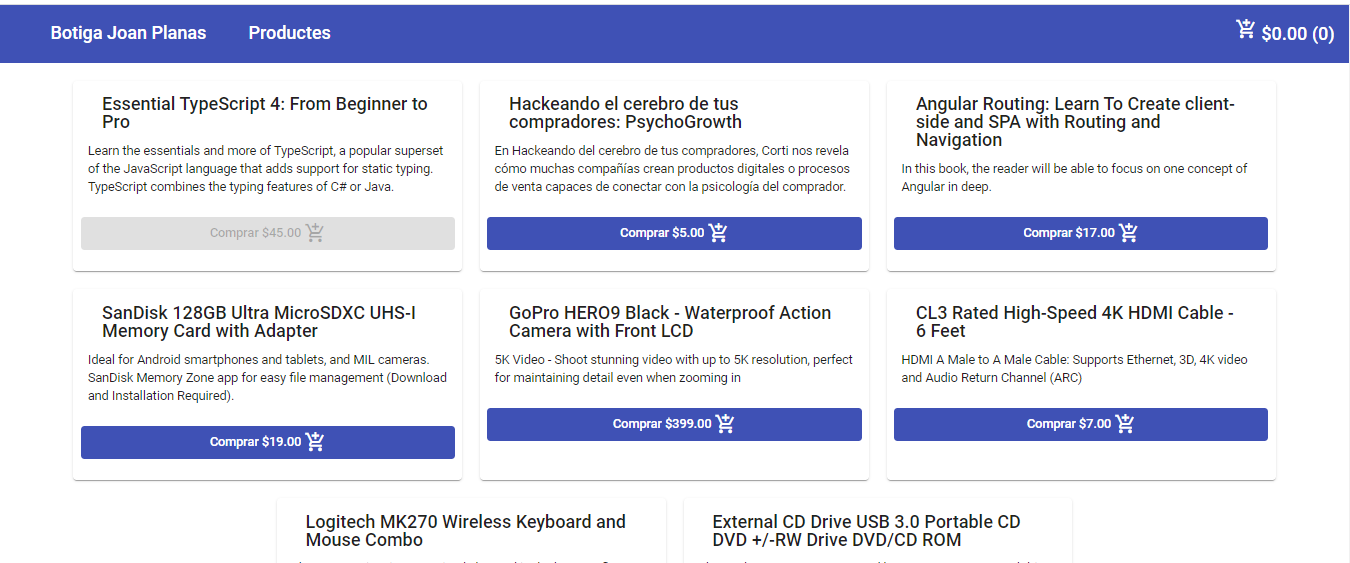 Botiga Joan Planas Productes $0.00 (0)
Essential TypeScript 4: From Beginner to
Pro
Learn the essentials and more of TypeScript, a popular superset
of the JavaScript language that adds support for static typing.
TypeScript combines the typing features of C# or Java.
Comprar $45.00
Hackeando el cerebro de tus
compradores: PsychoGrowth
En Hackeando del cerebro de tus compradores, Corti nos revela
cómo muchas compañías crean productos digitales o procesos
de venta capaces de conectar con la psicología del comprador.
Comprar $5.00
Angular Routing: Learn To Create client-
side and SPA with Routing and
Navigation
In this book, the reader will be able to focus on one concept of
Angular in deep.
Comprar $17.00
SanDisk 128GB Ultra MicroSDXC UHS-I
Memory Card with Adapter
Ideal for Android smartphones and tablets, and MIL cameras.
SanDisk Memory Zone app for easy file management (Download
and Installation Required).
Comprar $19.00
GoPro HERO9 Black - Waterproof Action
Camera with Front LCD
5K Video - Shoot stunning video with up to 5K resolution, perfect
for maintaining detail even when zooming in
Comprar $399.00
CL3 Rated High-Speed 4K HDMI Cable -
6 Feet
HDMI A Male to A Male Cable: Supports Ethernet, 3D, 4K video
and Audio Return Channel (ARC)
Comprar $7.00
Logitech MK270 Wireless Keyboard and
Mouse Combo
External CD Drive USB 3.0 Portable CD
DVD +/-RW Drive DVD/CD ROM